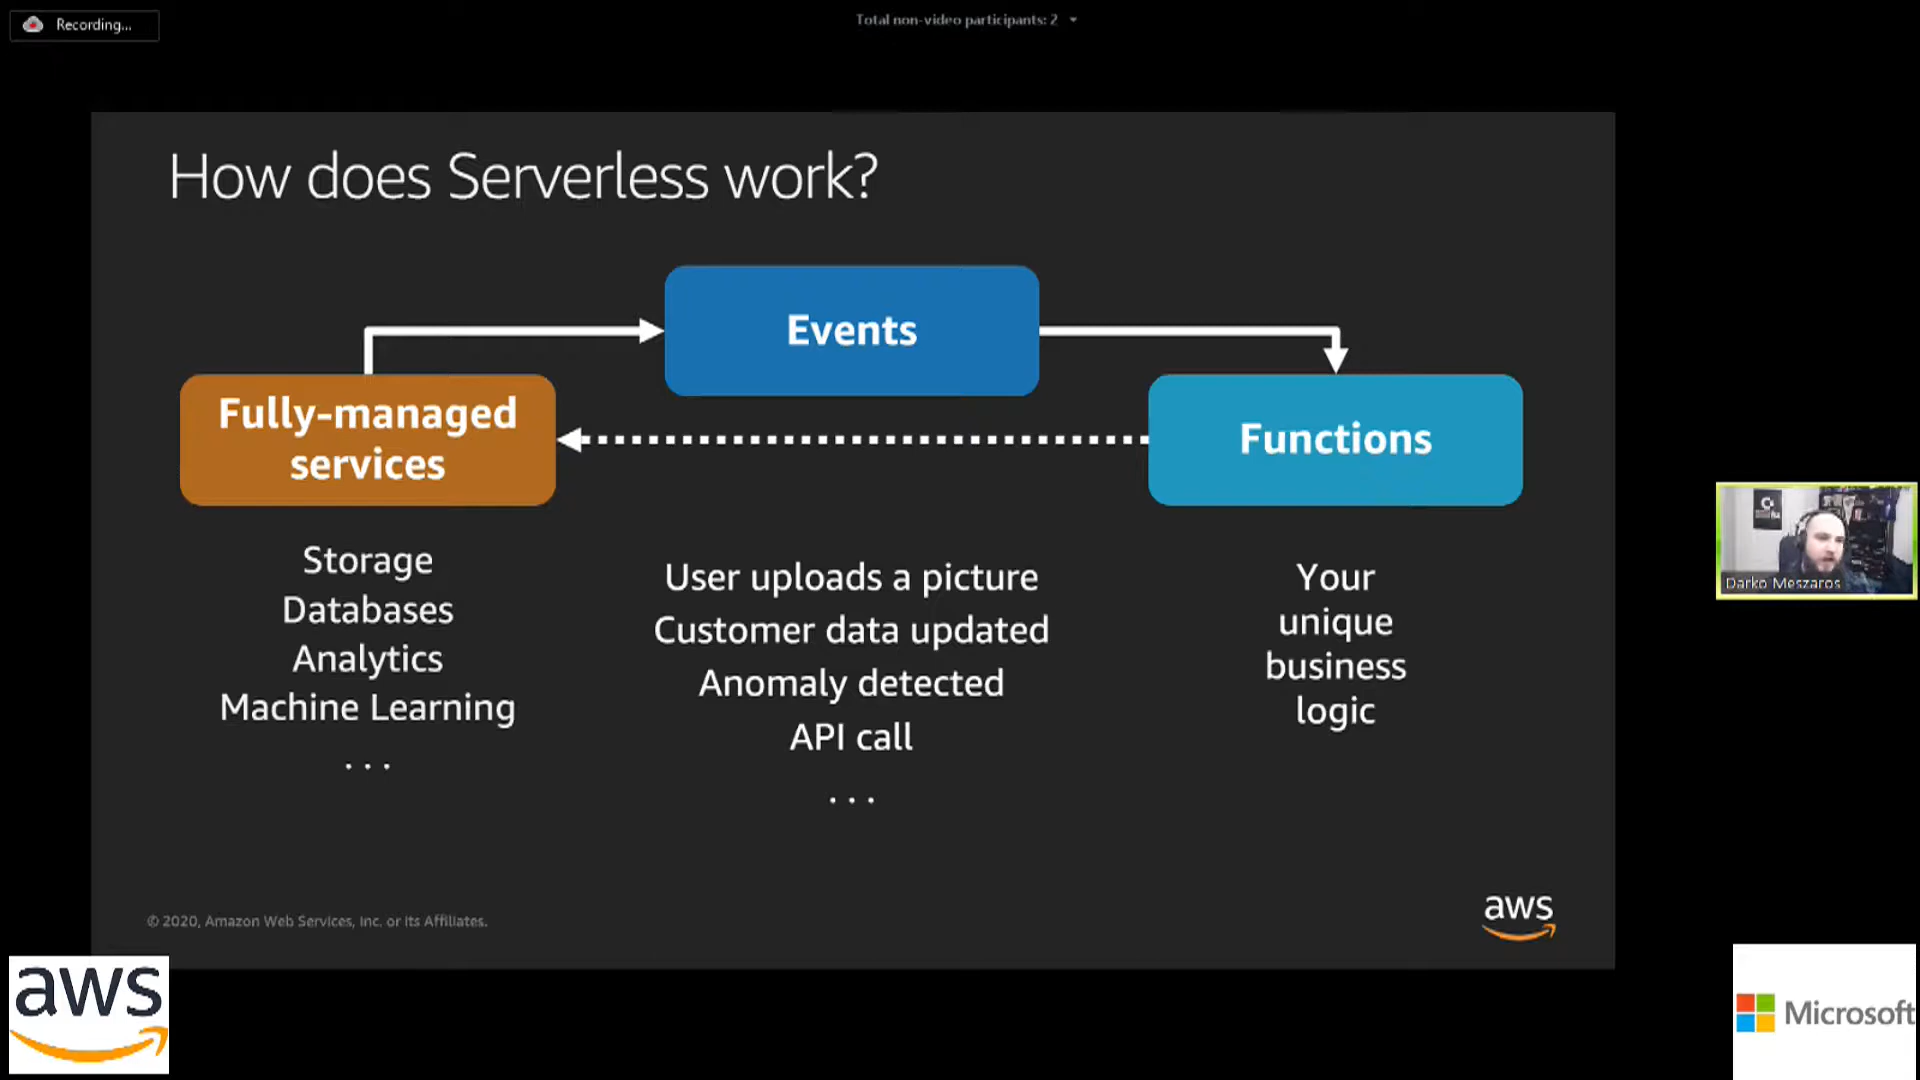 Recording...
Total non-video participants: 2
How does Serverless work?
Events
Fully-managed
services
Functions
Storage
Databases
Analytics
Machine Learning
...
User uploads a picture
Customer data updated
Anomaly detected
API call
...
Your
unique
business
logic
Darko Meszaros
© 2020, Amazon Web Services, Inc. or its Affiliates.
aws
aws
Microsoft